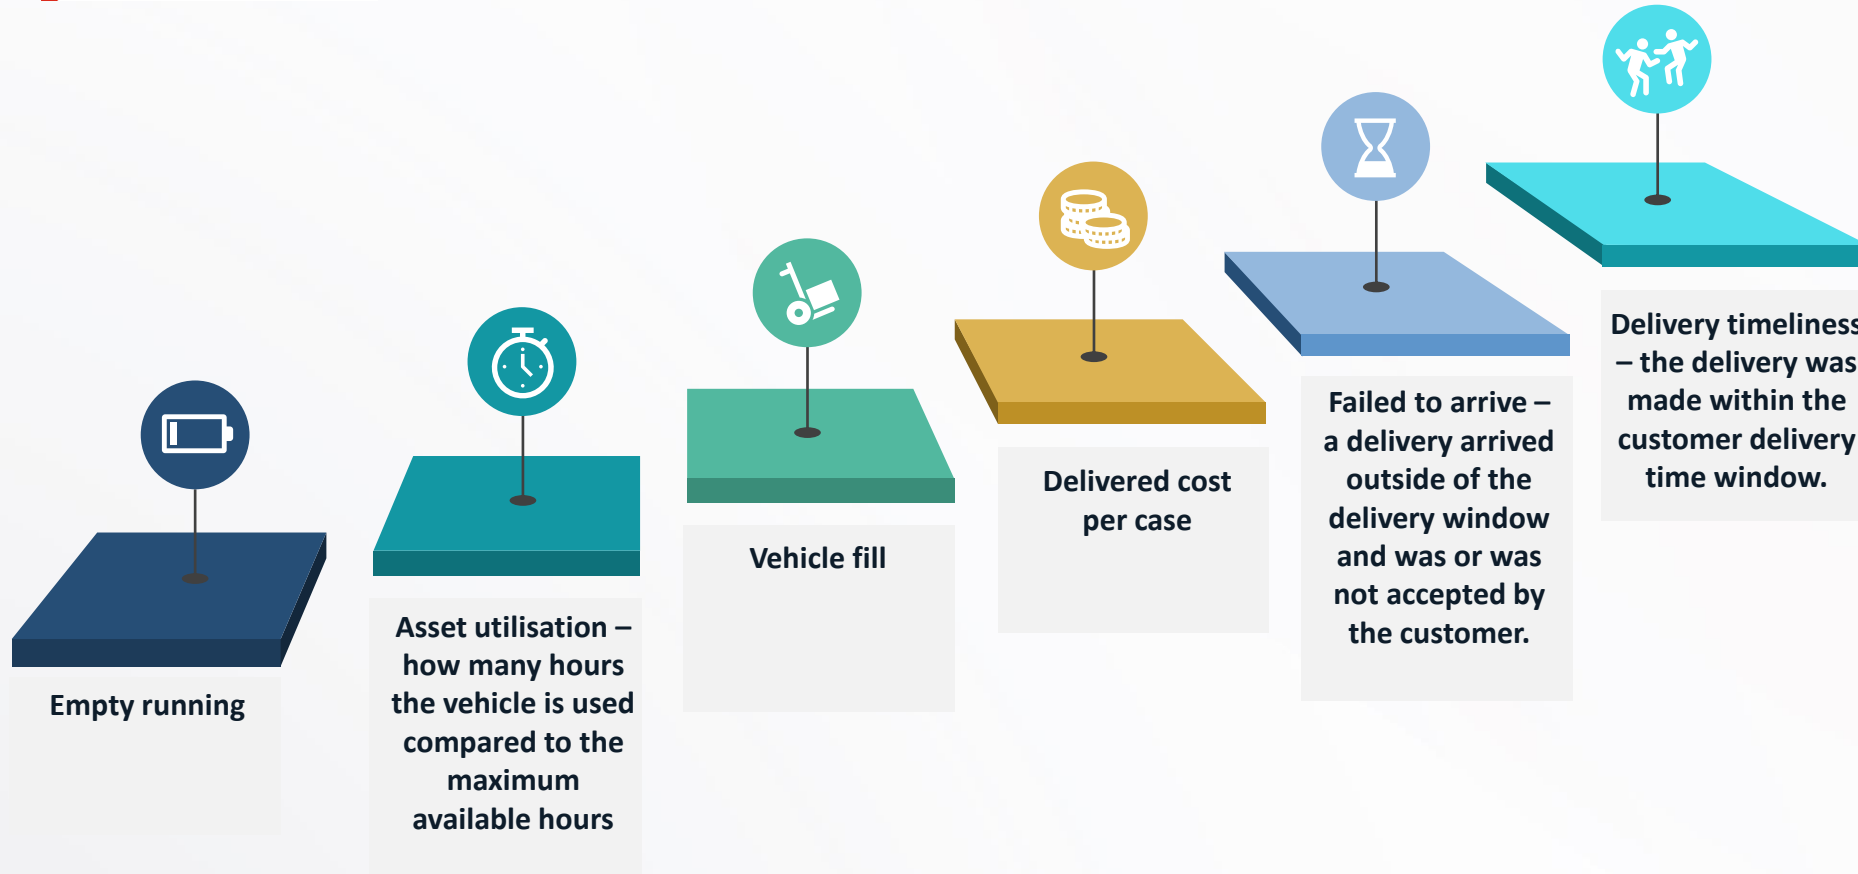 Empty running
Asset utilisation –
how many hours
the vehicle is used
compared to the
maximum
available hours
Vehicle fill
Delivered cost
per case
Failed to arrive –
a delivery arrived
outside of the
delivery window
and was or was
not accepted by
the customer.
Delivery timeliness
– the delivery was
made within the
customer delivery
time window.